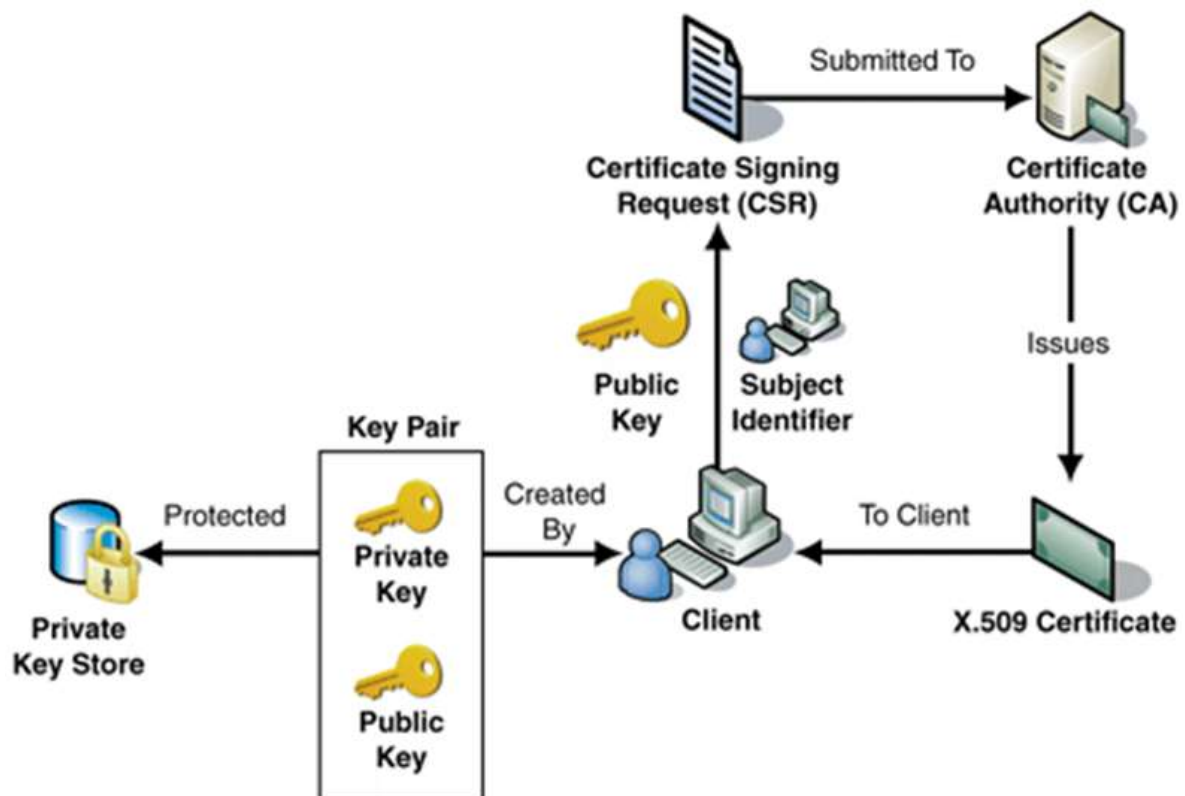 Submitted To
Certificate Signing
Request (CSR)
Certificate
Authority (CA)
Public
Key
Subject
Identifier
Issues
Key Pair
Protected
Private
Key
Public
Key
Created
By
To Client
Private
Key Store
Client
X.509 Certificate